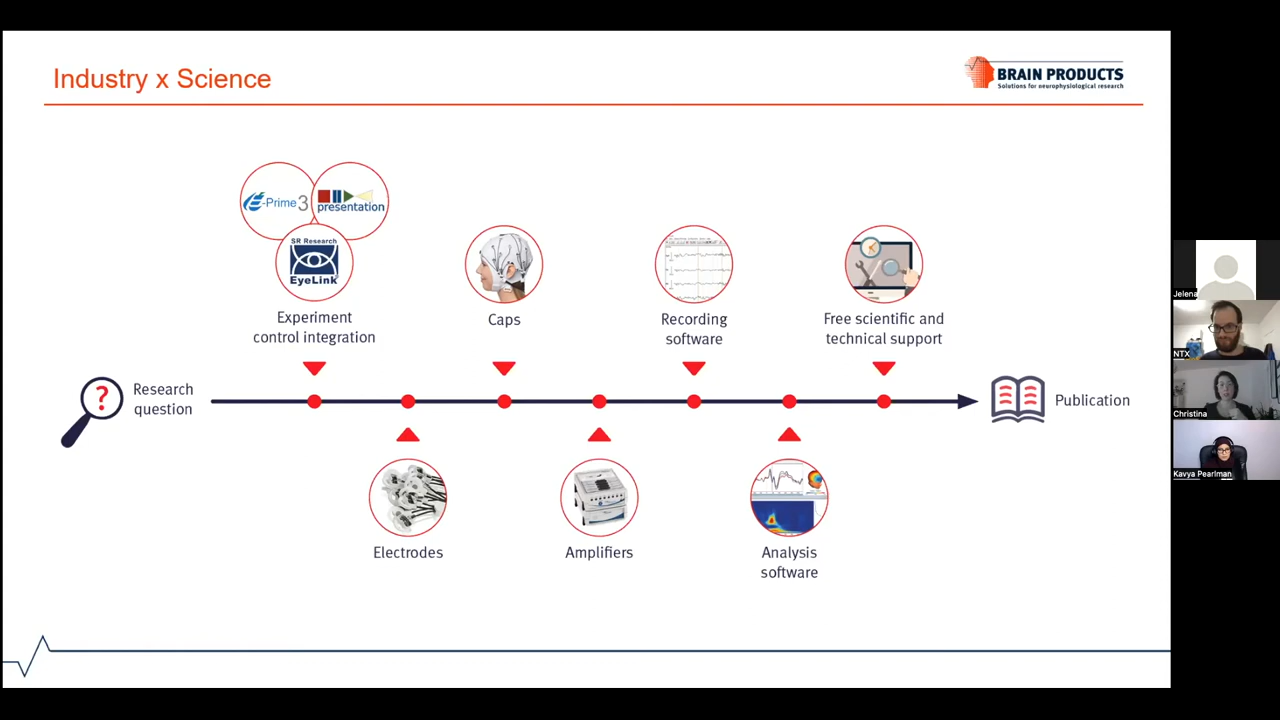 Industry x Science
BRAIN PRODUCTS
Solutions for neurophysiological research
E-Prime 3
presentation
SR Research
EyeLink
Experiment
control integration
Caps
Recording
software
Free scientific and
technical support
Research
question
?
Publication
Electrodes
Amplifiers
Analysis
software
Jelena
NTX
Christina
Kavya Pearlman